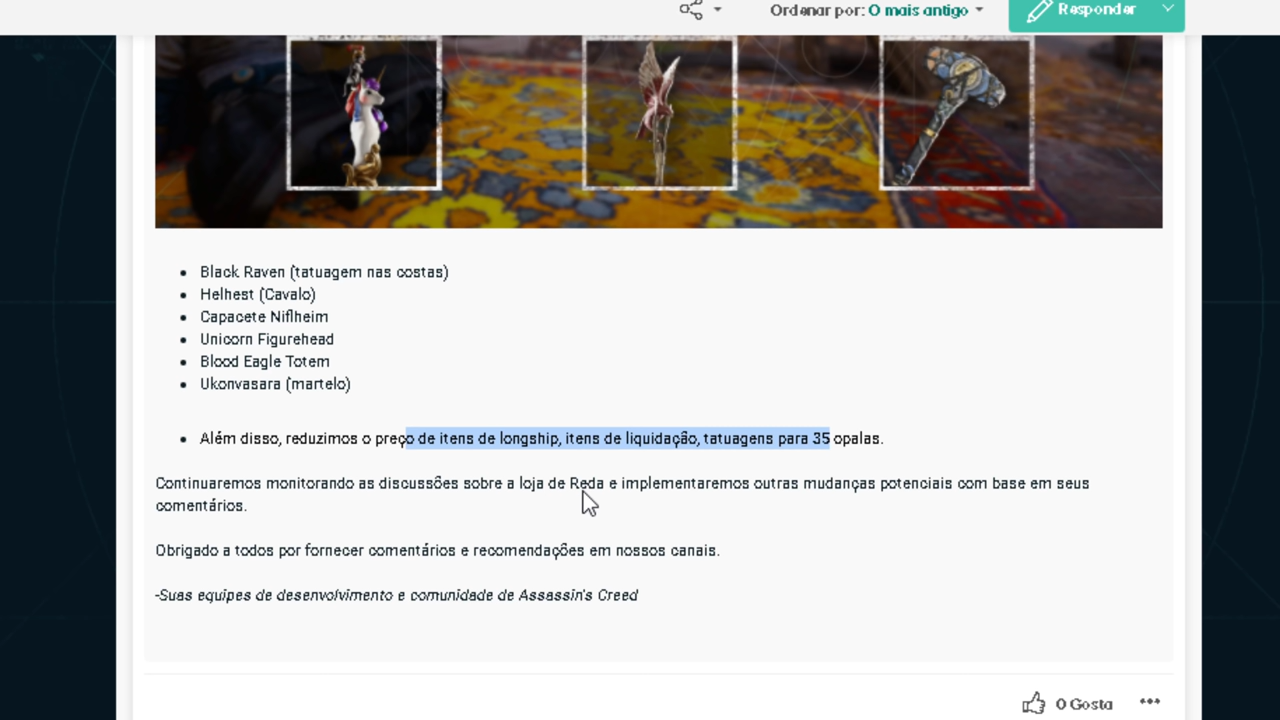 Ordenar por: O mais antigo
Responder
Black Raven (tatuagem nas costas)
Helhest (Cavalo)
Capacete Niflheim
Unicorn Figurehead
Blood Eagle Totem
Ukonvasara (martelo)
Além disso, reduzimos o preço de itens de longship, itens de liquidação, tatuagens para 35 opalas.
Continuaremos monitorando as discussões sobre a loja de Reda e implementaremos outras mudanças potenciais com base em seus
comentários.
Obrigado a todos por fornecer comentários e recomendações em nossos canais.
-Suas equipes de desenvolvimento e comunidade de Assassin's Creed
0 Gosta